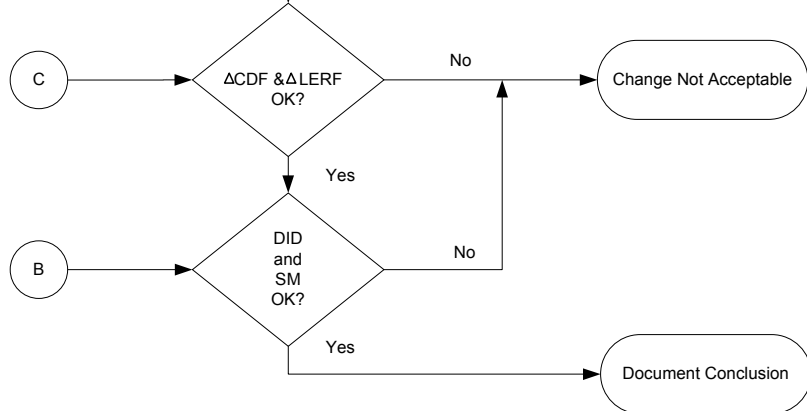 C
ΔCDF &Δ LERF
OK?
No
Change Not Acceptable
Yes
B
DID
and
SM
OK?
No
Yes
Document Conclusion